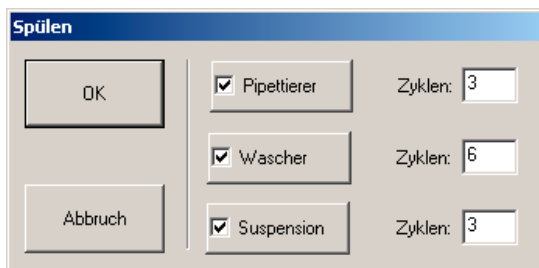 Spülen
OK
Pipettierer Zyklen: 3
Wascher Zyklen: 6
Abbruch
Suspension Zyklen: 3